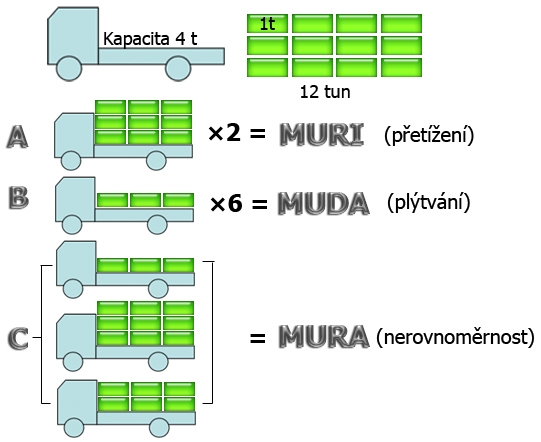 Kapacita 4 t
1t
12 tun
A ×2 = MURI (přetížení)
B ×6 = MUDA (plýtvání)
C = MURA (nerovnoměrnost)